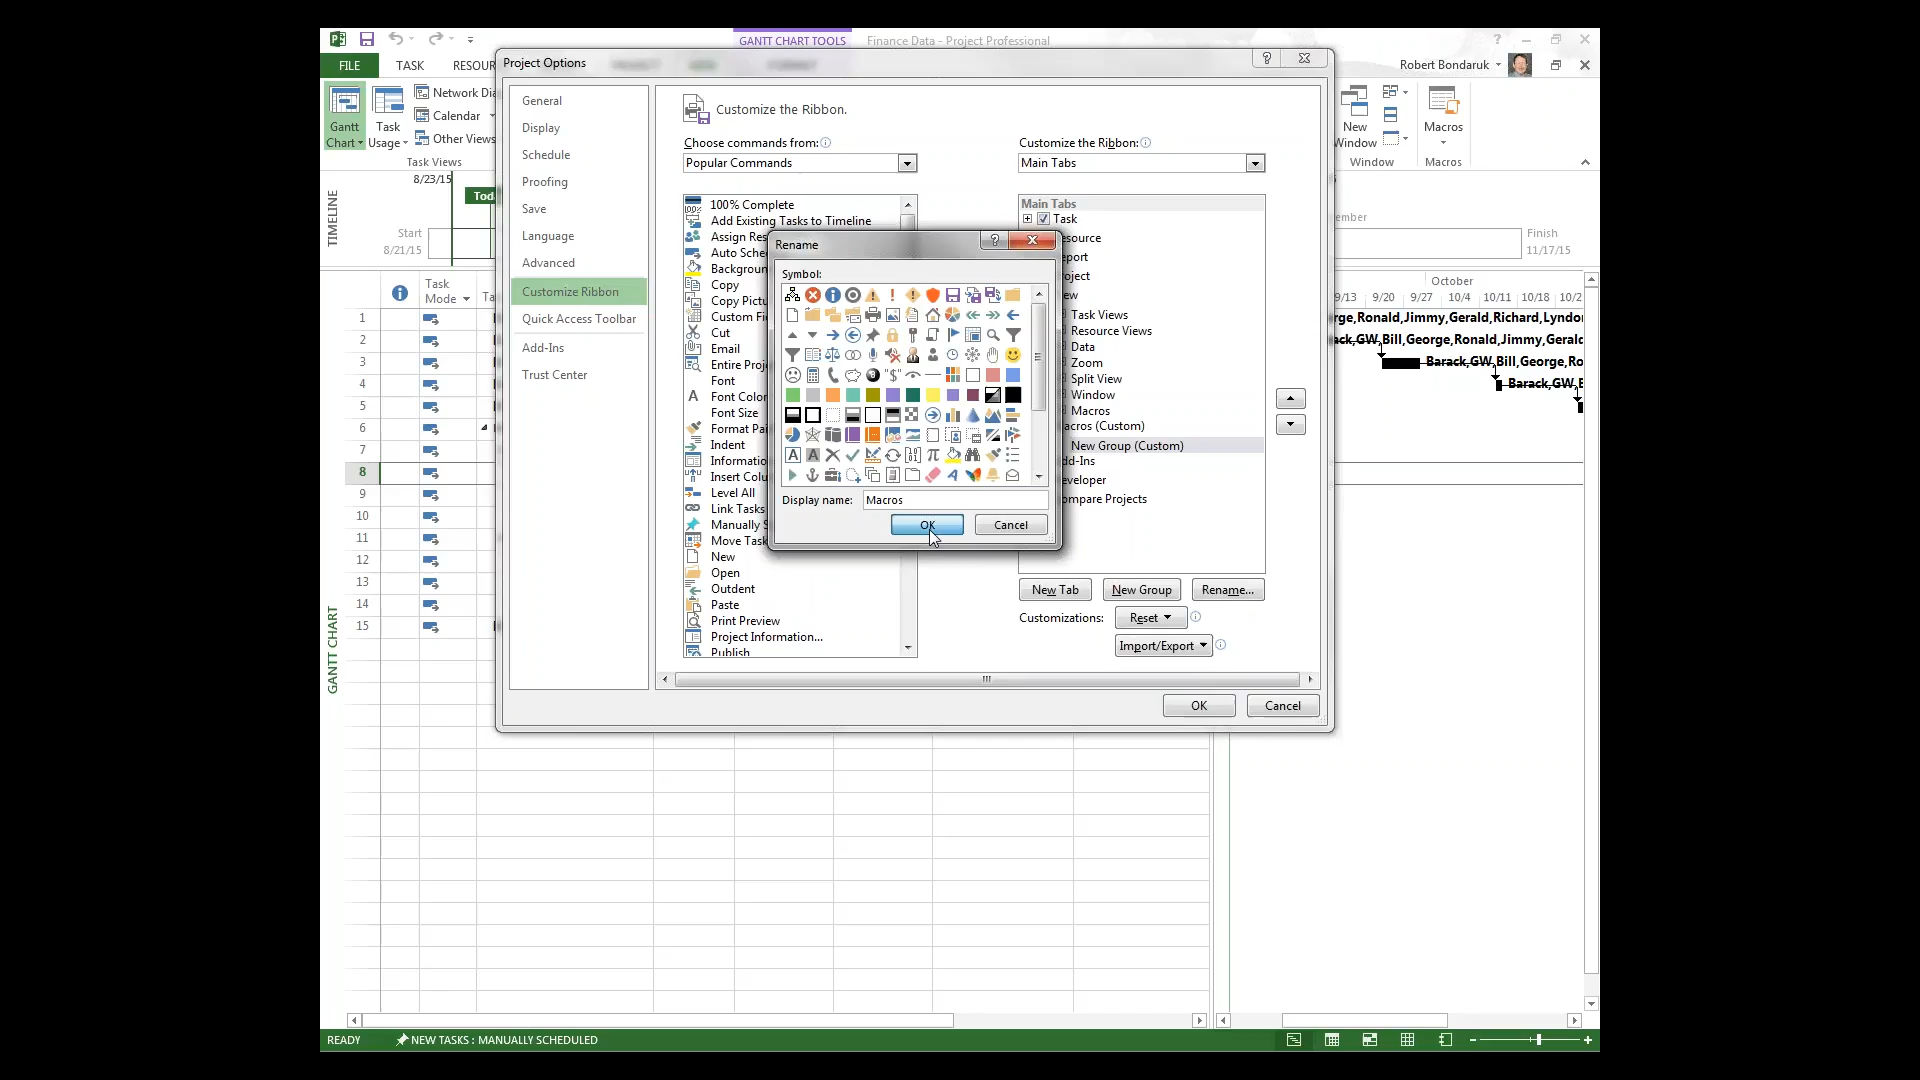 GANTT CHART TOOLS
Finance Data - Project Professional
FILE
TASK
RESOUR
Robert Bondaruk
Project Options
Gantt Chart
Task Usage
Network Dia
Calendar
Other Views
Task Views
New Window
Window
Macros
Macros
General
Display
Schedule
Proofing
Save
Language
Advanced
Customize Ribbon
Quick Access Toolbar
Add-Ins
Trust Center
Customize the Ribbon.
Choose commands from:
Popular Commands
100% Complete
Add Existing Tasks to Timeline
Assign Res
Auto Sche
Backgroun
Copy
Copy Pictu
Custom Fi
Cut
Email
Entire Proj
Font
Font Color
Font Size
Format Pai
Indent
Informatio
Insert Colu
Level All
Link Tasks
Manually S
Move Task
New
Open
Outdent
Paste
Print Preview
Project Information...
Publish
Customize the Ribbon:
Main Tabs
Main Tabs
Task
esource
eport
oject
ew
Task Views
Resource Views
Data
Zoom
Split View
Window
Macros
acros (Custom)
New Group (Custom)
dd-Ins
eveloper
ompare Projects
New Tab
New Group
Rename...
Customizations:
Reset
Import/Export
OK
Cancel
Rename
Symbol:
Display name:
Macros
OK
Cancel
TIMELINE
8/23/15
Tod
Start
8/21/15
ember
Finish
11/17/15
Task Mode
Ta
October
9/13
9/20
9/27
10/4
10/11
10/18
10/2
1
2
3
4
5
6
7
8
9
10
11
12
13
14
15
rge,Ronald,Jimmy,Gerald,Richard,Lyndor
ack,GW,Bill,George,Ronald,Jimmy,Gerald
Barack,GW,Bill,George,Ro
Barack,GW,B
GANTT CHART
READY
NEW TASKS : MANUALLY SCHEDULED